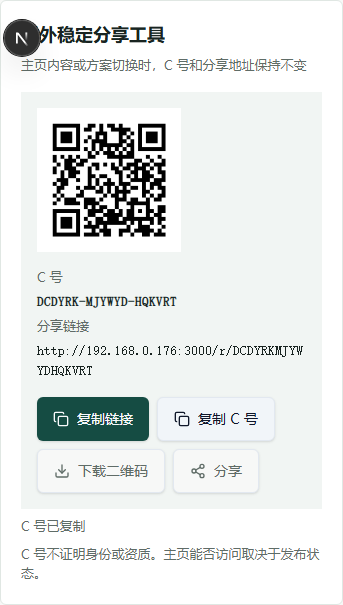 N
外稳定分享工具
主页内容或方案切换时，C 号和分享地址保持不变
C 号
DCDYRK-MJYWYD-HQKVRT
分享链接
http://192.168.0.176:3000/r/DCDYRKMJYW
YDHQKVRT
复制链接
复制 C 号
下载二维码
分享
C 号已复制
C 号不证明身份或资质。主页能否访问取决于发布状
态。